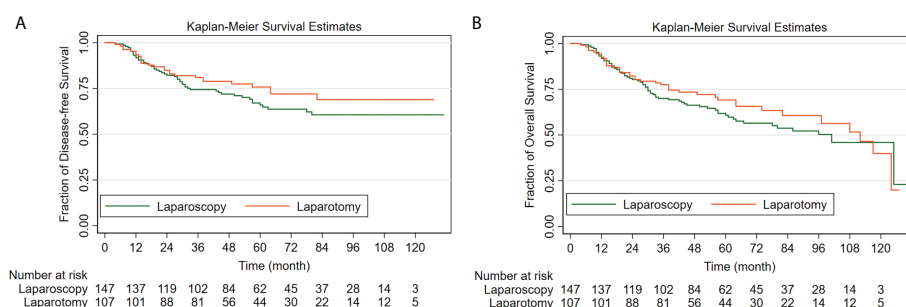 A
Kaplan-Meier Survival Estimates
Fraction of Disease-free Survival
1.00
0.75
0.50
0.25
0.00
Laparoscopy Laparotomy
0 12 24 36 48 60 72 84 96 108 120
Time (month)
Number at risk
Laparoscopy 147 137 119 102 84 62 45 37 28 14 3
Laparotomy 107 101 88 81 56 44 30 22 14 12 5
B
Kaplan-Meier Survival Estimates
Fraction of Overall Survival
1.00
0.75
0.50
0.25
0.00
Laparoscopy Laparotomy
0 12 24 36 48 60 72 84 96 108 120
Time (month)
Number at risk
Laparoscopy 147 137 119 102 84 62 45 37 28 14 3
Laparotomy 107 101 88 81 56 44 30 22 14 12 5